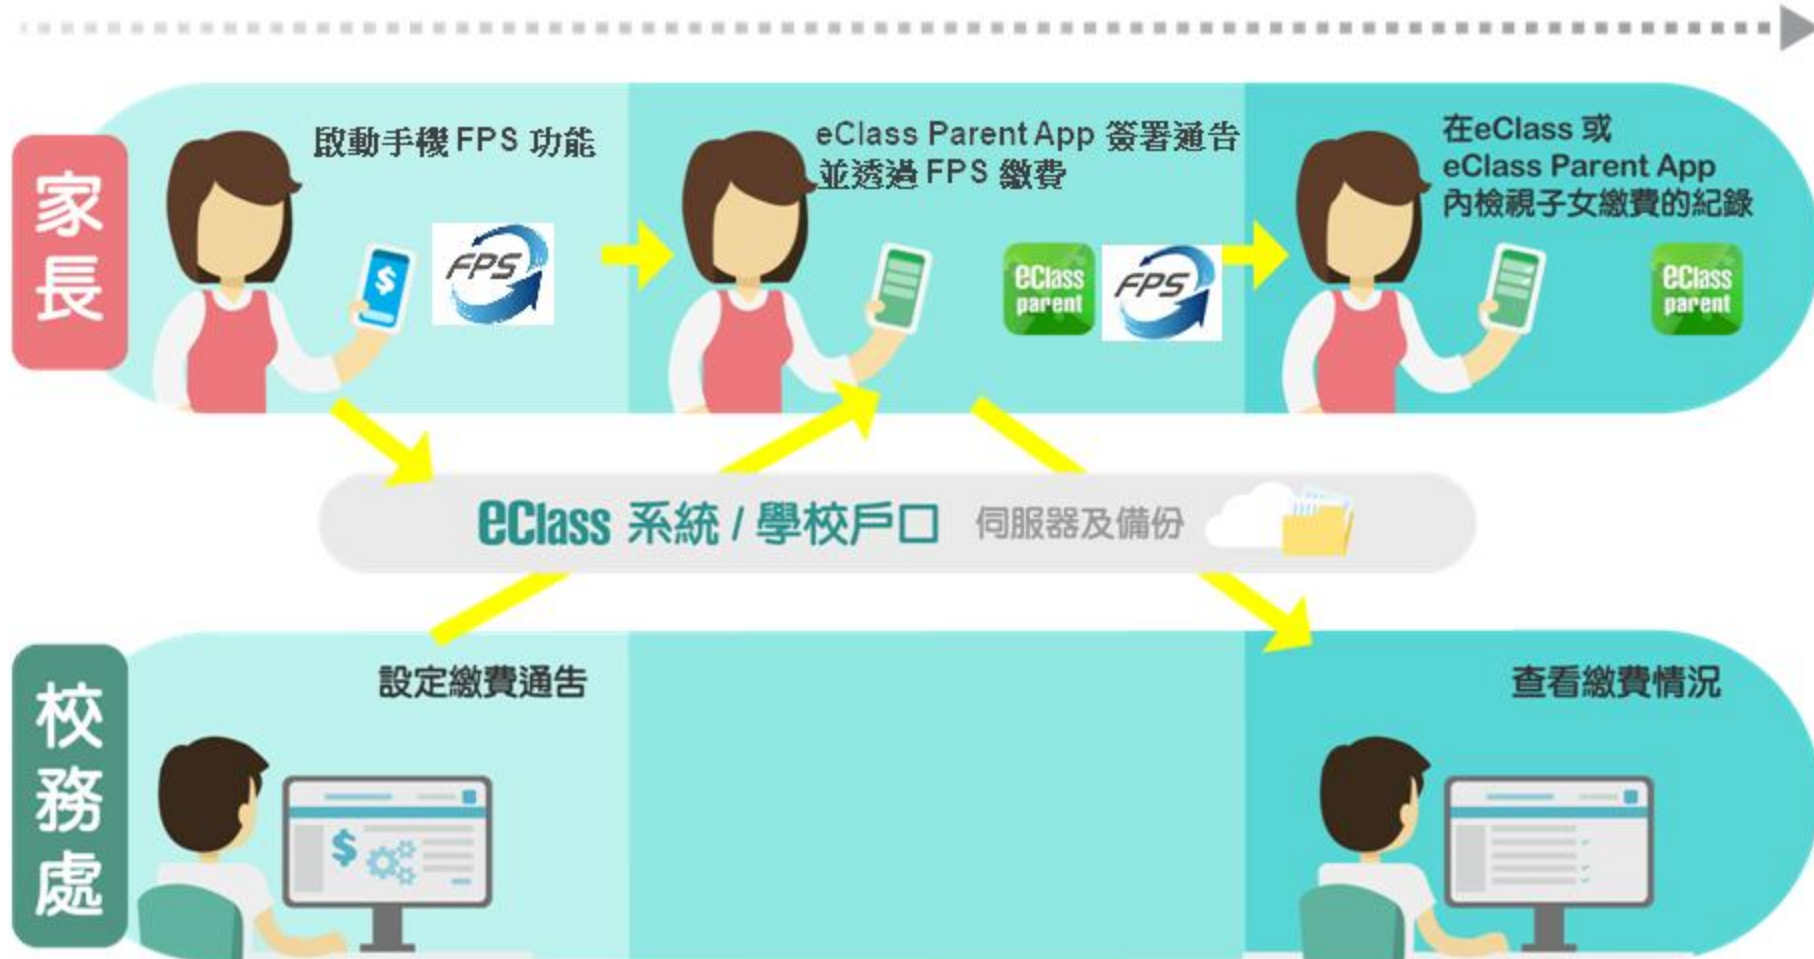 家長
啟動手機 FPS 功能
FPS
eClass Parent App 簽署通告
並透過 FPS 繳費
eClass
parent
FPS
在eClass 或
eClass Parent App
內檢視子女繳費的紀錄
eClass
parent
eClass 系統 / 學校戶口 伺服器及備份
校務處
設定繳費通告
查看繳費情況